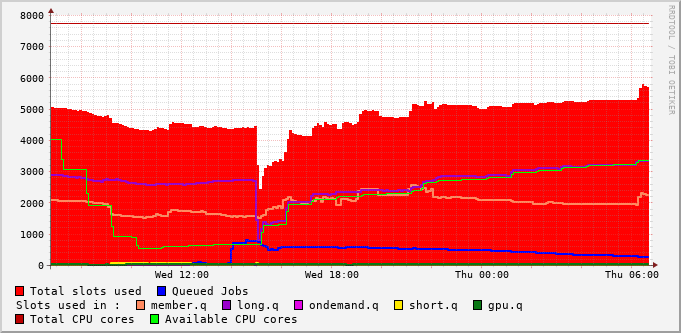 8000
7000
6000
5000
4000
3000
2000
1000
0
Wed 12:00 Wed 18:00 Thu 00:00 Thu 06:00
RRDTOOL / TOBI OETIKER
Total slots used Queued Jobs
Slots used in : member.q long.q ondemand.q short.q gpu.q
Total CPU cores Available CPU cores